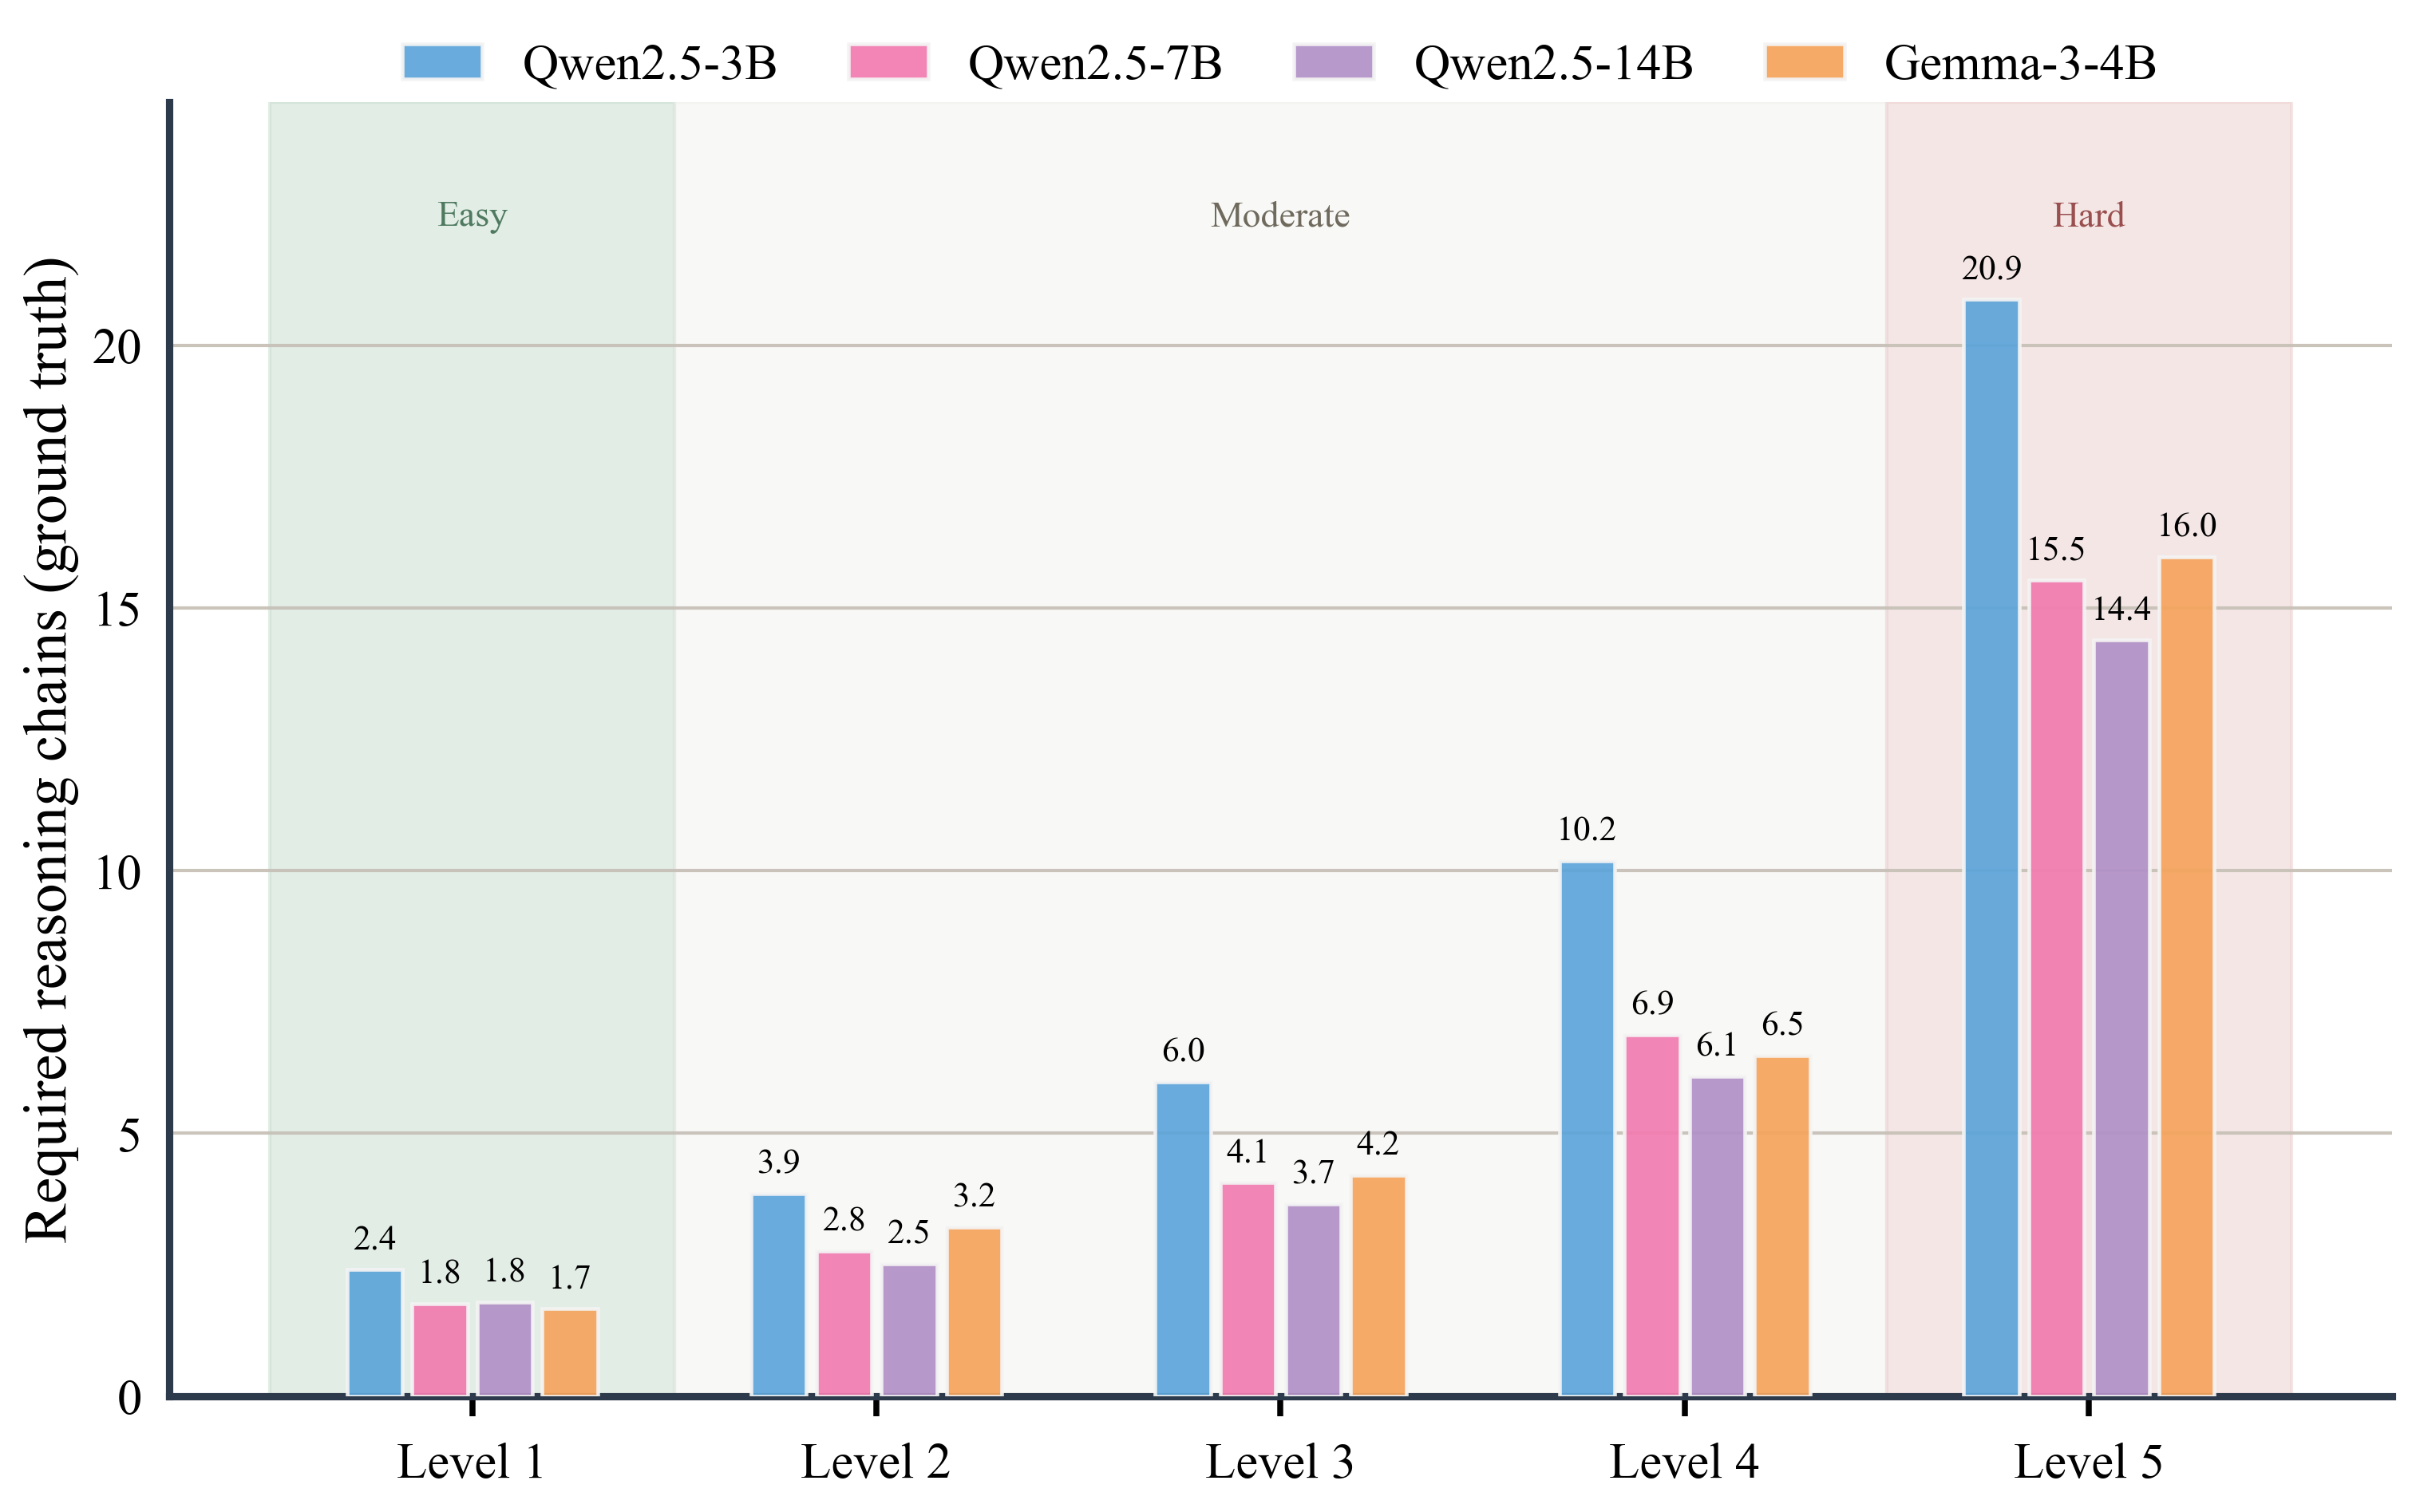 Qwen2.5-3B Qwen2.5-7B Qwen2.5-14B Gemma-3-4B
Required reasoning chains (ground truth)
Easy Moderate Hard
20
15
10
5
0
2.4 1.8 1.8 1.7
3.9 2.8 2.5 3.2
6.0 4.1 3.7 4.2
10.2 6.9 6.1 6.5
20.9 15.5 14.4 16.0
Level 1 Level 2 Level 3 Level 4 Level 5